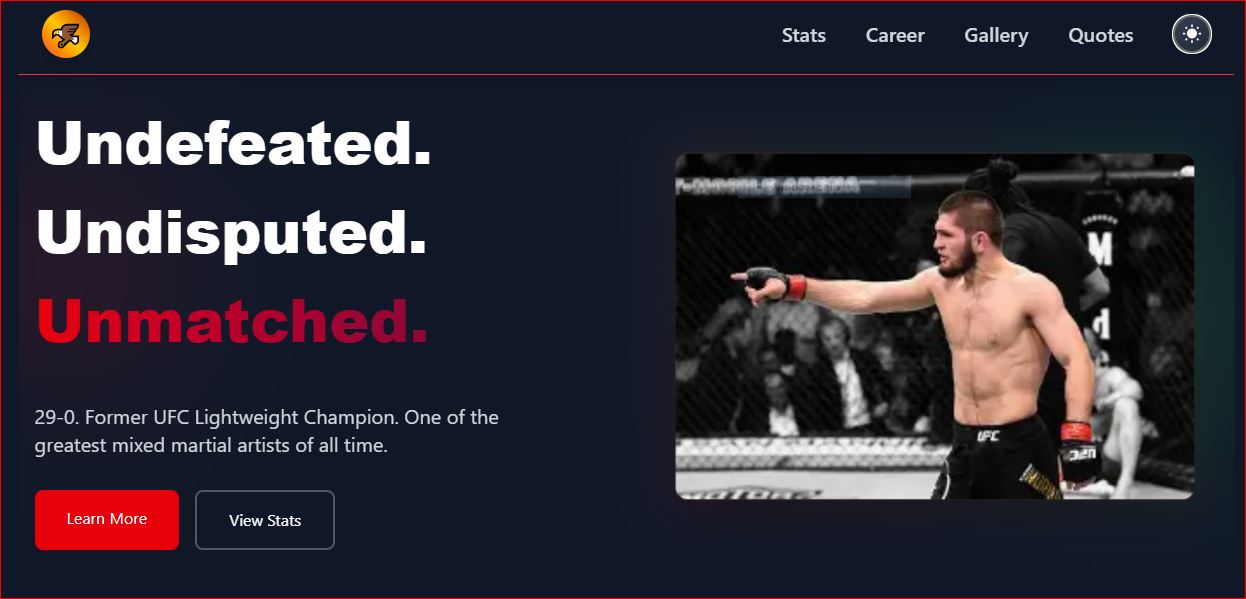 Stats Career Gallery Quotes
Undefeated.
Undisputed.
Unmatched.
29-0. Former UFC Lightweight Champion. One of the
greatest mixed martial artists of all time.
Learn More View Stats
UFC